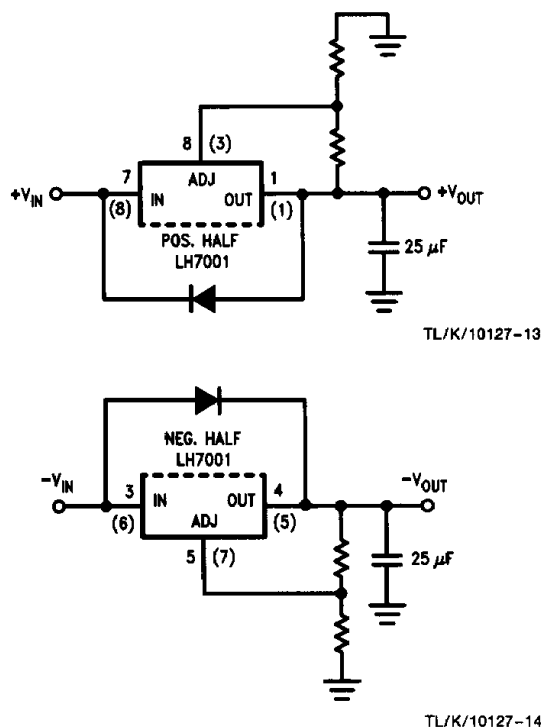 8 (3)
7 ADJ 1
+V_IN (8) IN OUT (1) +V_OUT
POS. HALF
LH7001
25 µF
TL/K/10127-13
NEG. HALF
LH7001
-V_IN 3 IN OUT 4 -V_OUT
(6) ADJ (5)
5 (7)
25 µF
TL/K/10127-14